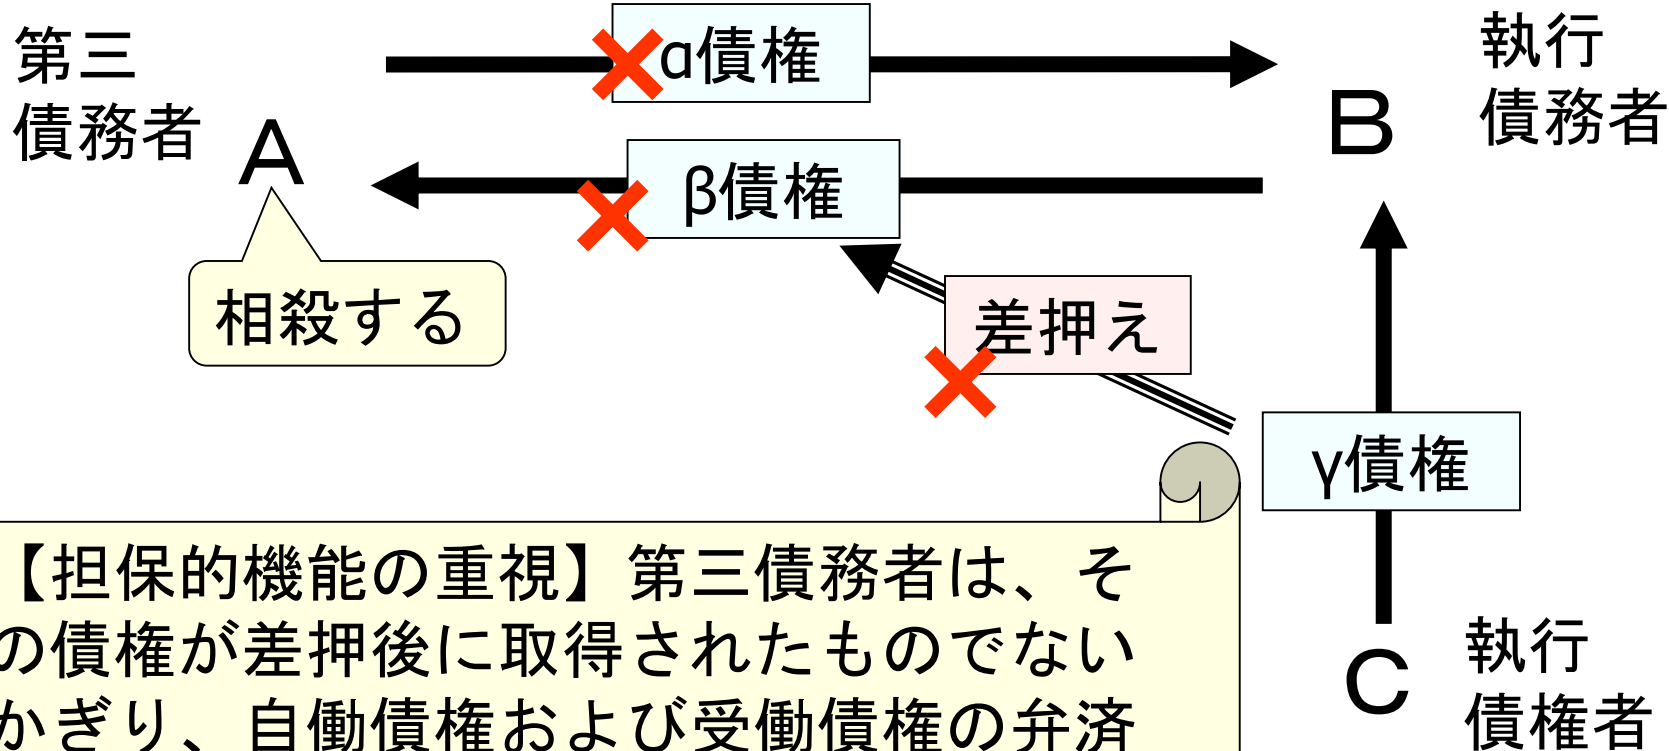 第三
債務者
A
α債権
執行
債務者
B
β債権
相殺する
差押え
γ債権
C
執行
債権者
【担保的機能の重視】第三債務者は、そ
の債権が差押後に取得されたものでない
かぎり、自働債権および受働債権の弁済